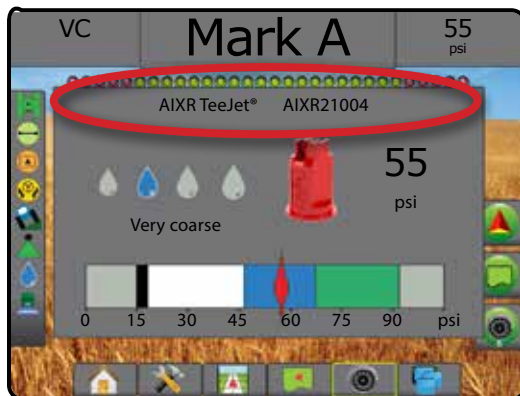 VC Mark A 55
psi
AIXR TeeJet® AIXR21004
55
psi
Very coarse
0 15 30 45 60 75 90 psi